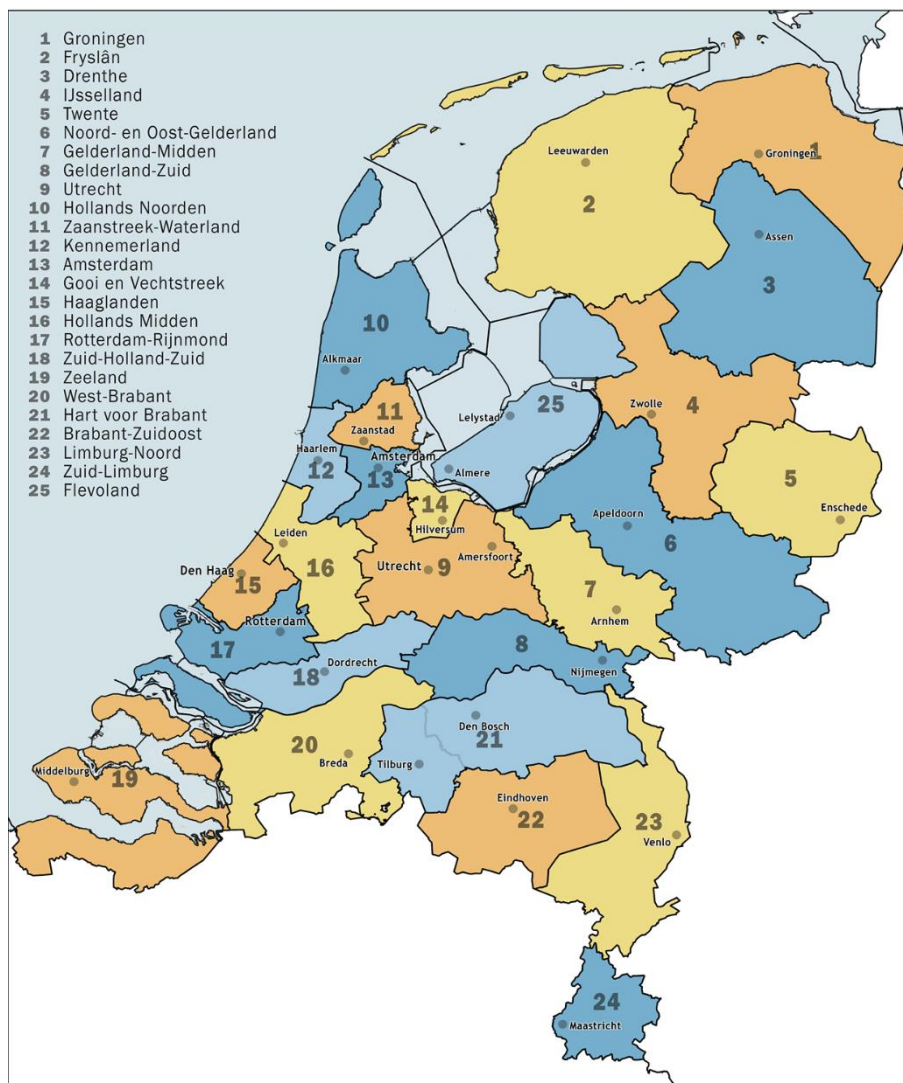 1 Groningen
2 Fryslân
3 Drenthe
4 IJsselland
5 Twente
6 Noord- en Oost-Gelderland
7 Gelderland-Midden
8 Gelderland-Zuid
9 Utrecht
10 Hollands Noorden
11 Zaanstreek-Waterland
12 Kennemerland
13 Amsterdam
14 Gooi en Vechtstreek
15 Haaglanden
16 Hollands Midden
17 Rotterdam-Rijnmond
18 Zuid-Holland-Zuid
19 Zeeland
20 West-Brabant
21 Hart voor Brabant
22 Brabant-Zuidoost
23 Limburg-Noord
24 Zuid-Limburg
25 Flevoland
Leeuwarden
2
Groningen
1
Assen
3
10
Alkmaar
11
Zaanstad
25
Lelystad
Zwolle
4
Haarlem
12
Amsterdam
13
Almere
5
Enschede
14
Hilversum
Apeldoorn
6
Leiden
16
Amersfoort
Utrecht
9
Den Haag
15
7
Arnhem
Rotterdam
17
8
Nijmegen
Dordrecht
18
Den Bosch
21
20
Breda
Tilburg
Middelburg
19
Eindhoven
22
23
Venlo
24
Maastricht